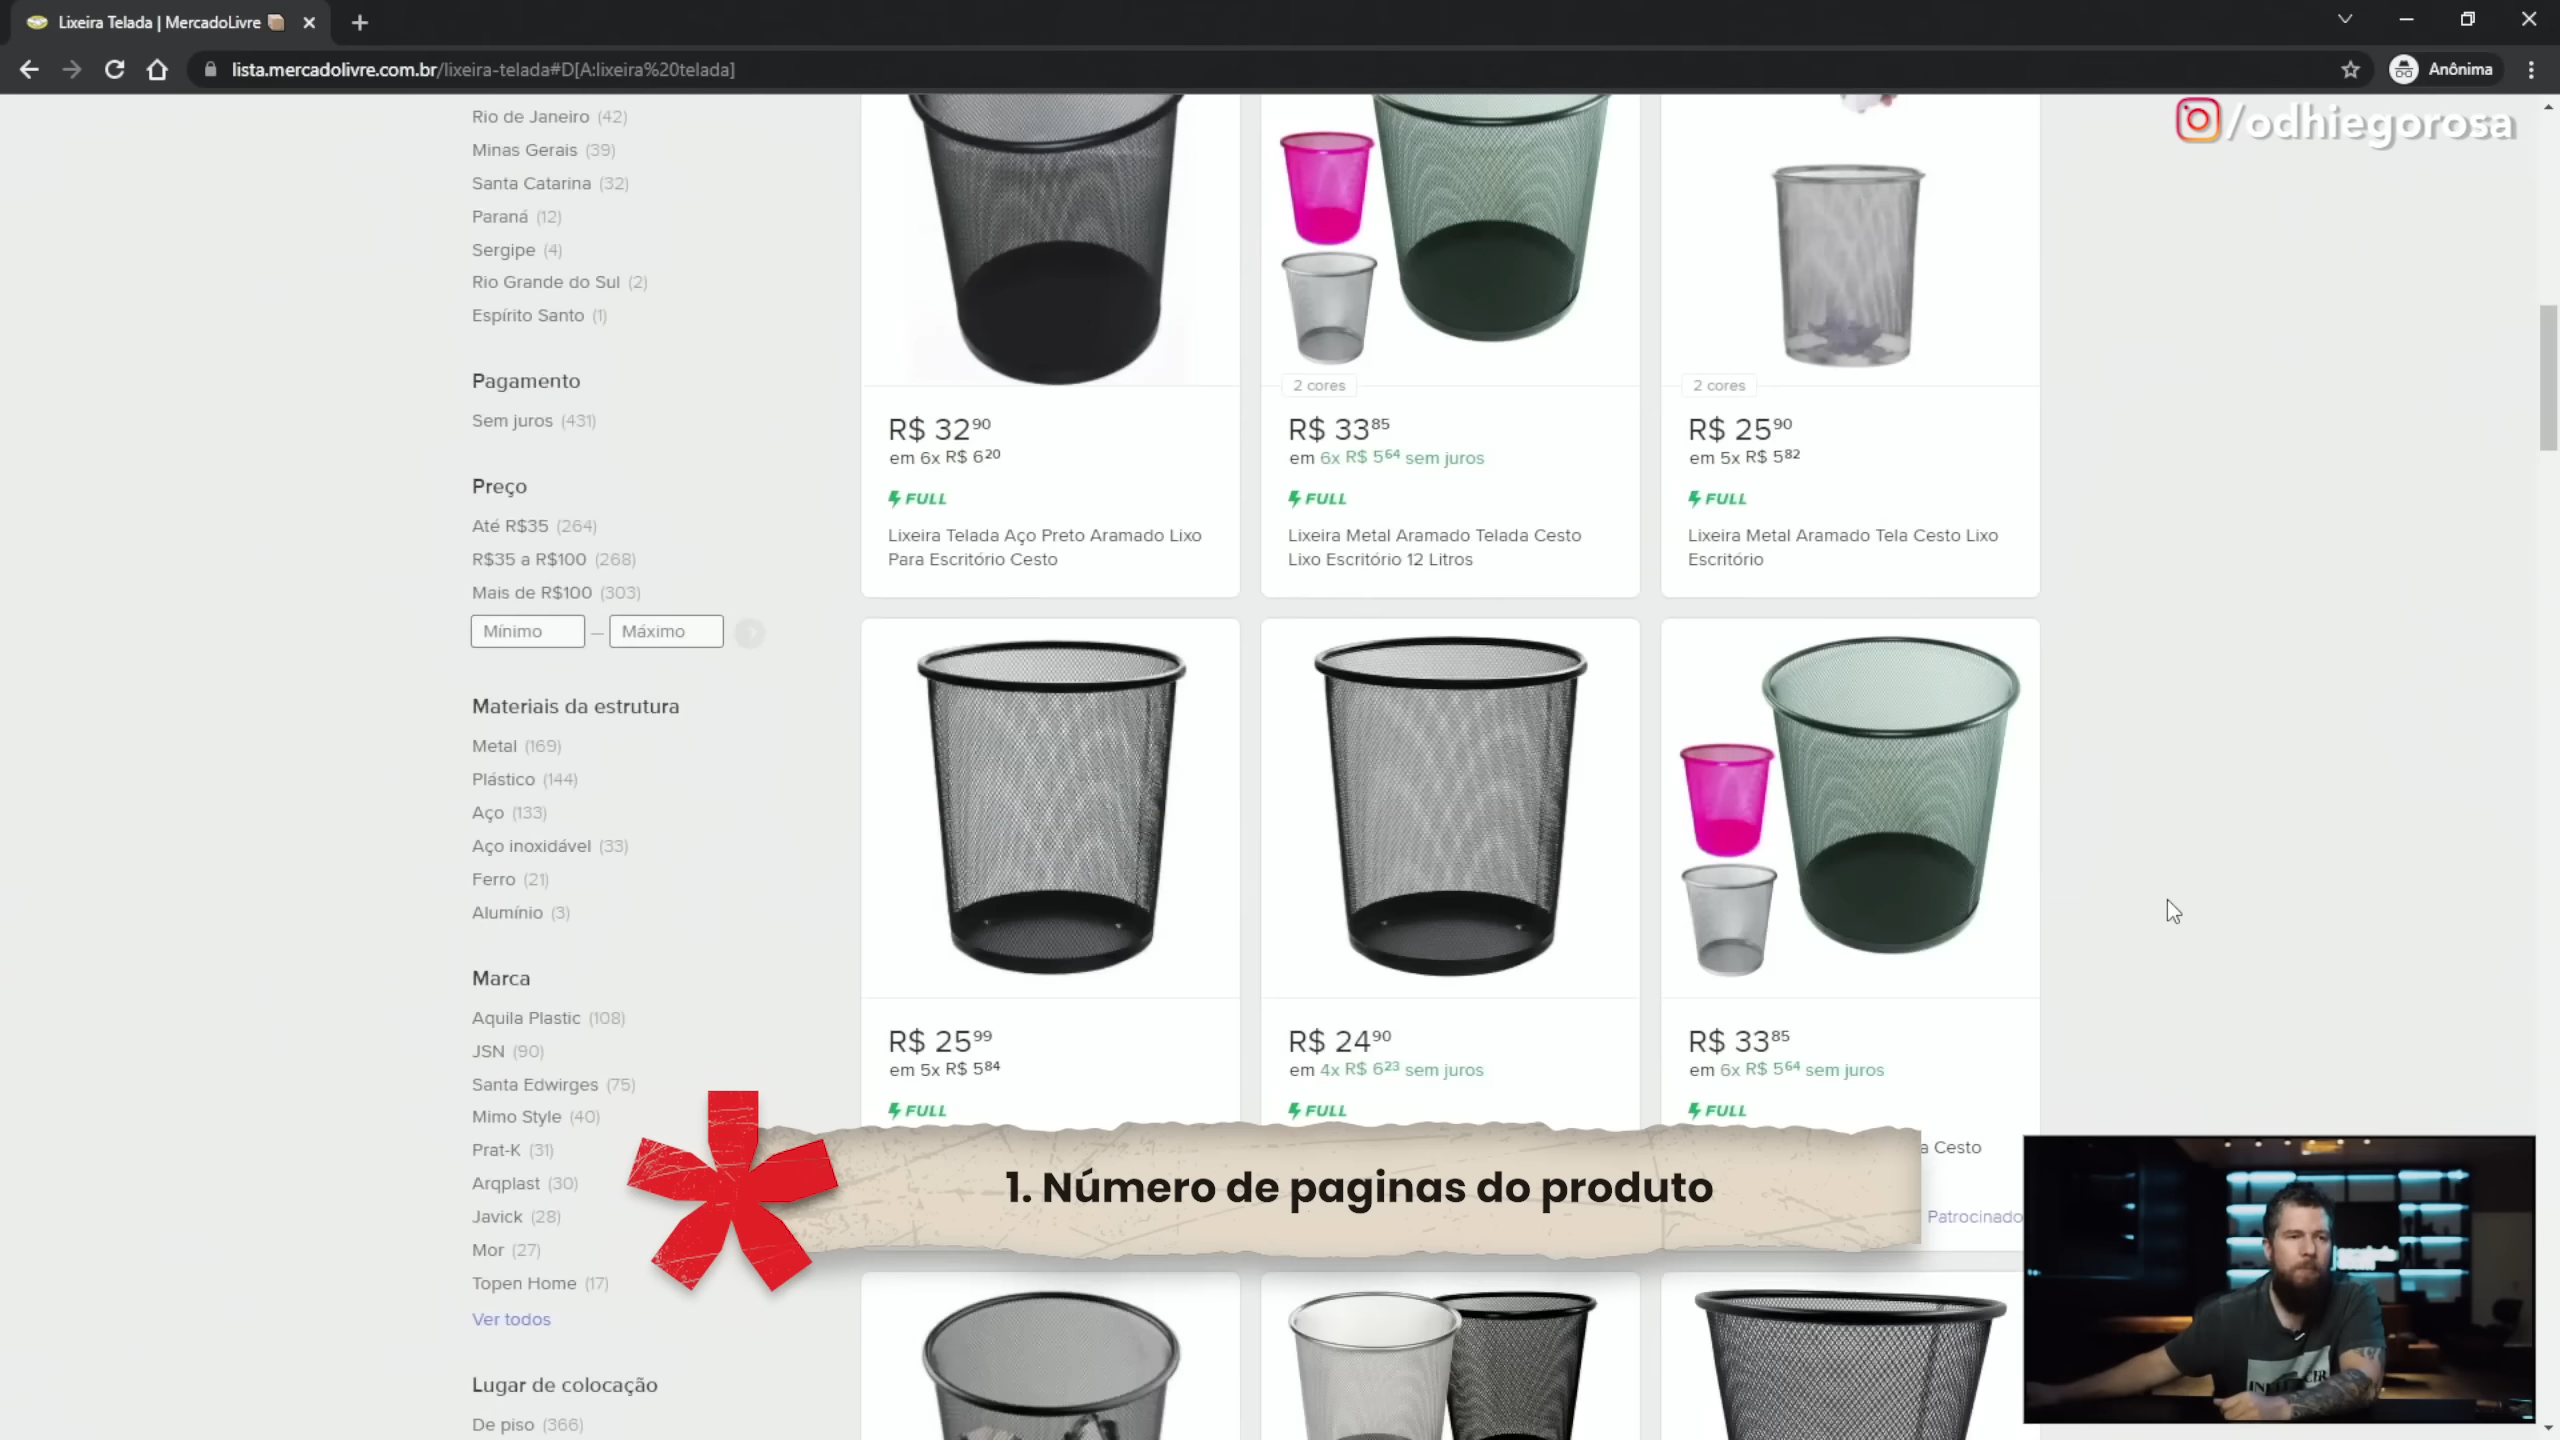 Lixeira Telada | MercadoLivre
lista.mercadolivre.com.br/lixeira-telada#D[A:lixeira%20telada]
Anônima
/odhiegorosa
Rio de Janeiro (42)
Minas Gerais (39)
Santa Catarina (32)
Paraná (12)
Sergipe (4)
Rio Grande do Sul (2)
Espírito Santo (1)
Pagamento
Sem juros (431)
Preço
Até R$35 (264)
R$35 a R$100 (268)
Mais de R$100 (303)
Mínimo — Máximo
Materiais da estrutura
Metal (169)
Plástico (144)
Aço (133)
Aço inoxidável (33)
Ferro (21)
Alumínio (3)
Marca
Aquila Plastic (108)
JSN (90)
Santa Edwirges (75)
Mimo Style (40)
Prat-K (31)
Arqplast (30)
Javick (28)
Mor (27)
Topen Home (17)
Ver todos
Lugar de colocação
De piso (366)
R$ 32 90
em 6x R$ 6 20
FULL
Lixeira Telada Aço Preto Aramado Lixo
Para Escritório Cesto
2 cores
R$ 33 85
em 6x R$ 5 64 sem juros
FULL
Lixeira Metal Aramado Telada Cesto
Lixo Escritório 12 Litros
2 cores
R$ 25 90
em 5x R$ 5 82
FULL
Lixeira Metal Aramado Tela Cesto Lixo
Escritório
R$ 25 99
em 5x R$ 5 84
FULL
R$ 24 90
em 4x R$ 6 23 sem juros
FULL
R$ 33 85
em 6x R$ 5 64 sem juros
FULL
a Cesto
Patrocinado
1. Número de paginas do produto